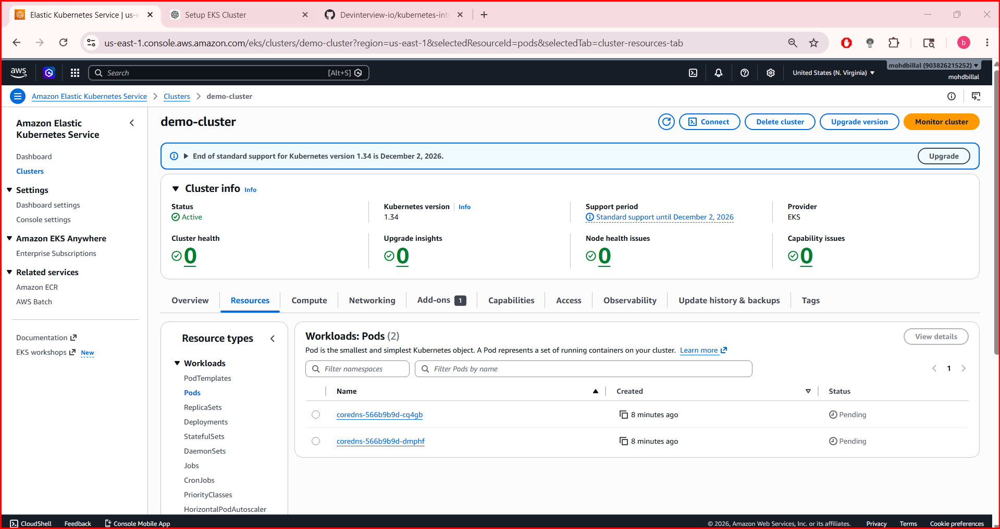 Elastic Kubernetes Service | us-e
Setup EKS Cluster
Devinterview-io/kubernetes-inte
us-east-1.console.aws.amazon.com/eks/clusters/demo-cluster?region=us-east-1&selectedResourceId=pods&selectedTab=cluster-resources-tab
b
aws
Search
[Alt+S]
United States (N. Virginia)
mohdbillal (903826215252)
mohdbillal
Amazon Elastic Kubernetes Service
Clusters
demo-cluster
Amazon Elastic
Kubernetes Service
Dashboard
Clusters
Settings
Dashboard settings
Console settings
Amazon EKS Anywhere
Enterprise Subscriptions
Related services
Amazon ECR
AWS Batch
Documentation
EKS workshops
New
demo-cluster
Connect
Delete cluster
Upgrade version
Monitor cluster
End of standard support for Kubernetes version 1.34 is December 2, 2026.
Upgrade
Cluster info
Info
Status
Active
Kubernetes version
Info
1.34
Support period
Standard support until December 2, 2026
Provider
EKS
Cluster health
0
Upgrade insights
0
Node health issues
0
Capability issues
0
Overview
Resources
Compute
Networking
Add-ons
1
Capabilities
Access
Observability
Update history & backups
Tags
Resource types
Workloads
PodTemplates
Pods
ReplicaSets
Deployments
StatefulSets
DaemonSets
Jobs
CronJobs
PriorityClasses
HorizontalPodAutoscaler
Workloads: Pods (2)
View details
Pod is the smallest and simplest Kubernetes object. A Pod represents a set of running containers on your cluster. Learn more
Filter namespaces
Filter Pods by name
1
Name
Created
Status
coredns-566b9b9d-cq4gb
8 minutes ago
Pending
coredns-566b9b9d-dmphf
8 minutes ago
Pending
CloudShell
Feedback
Console Mobile App
© 2026, Amazon Web Services, Inc. or its affiliates.
Privacy
Terms
Cookie preferences